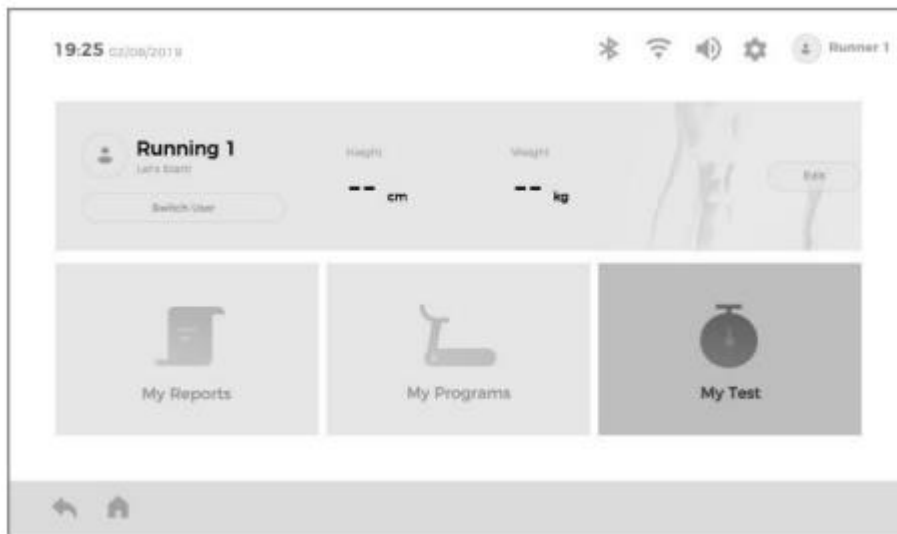 19:25 02/08/2019
Runner 1
Running 1
Let's Start!
Switch User
Height
-- cm
Weight
-- kg
Edit
My Reports
My Programs
My Test